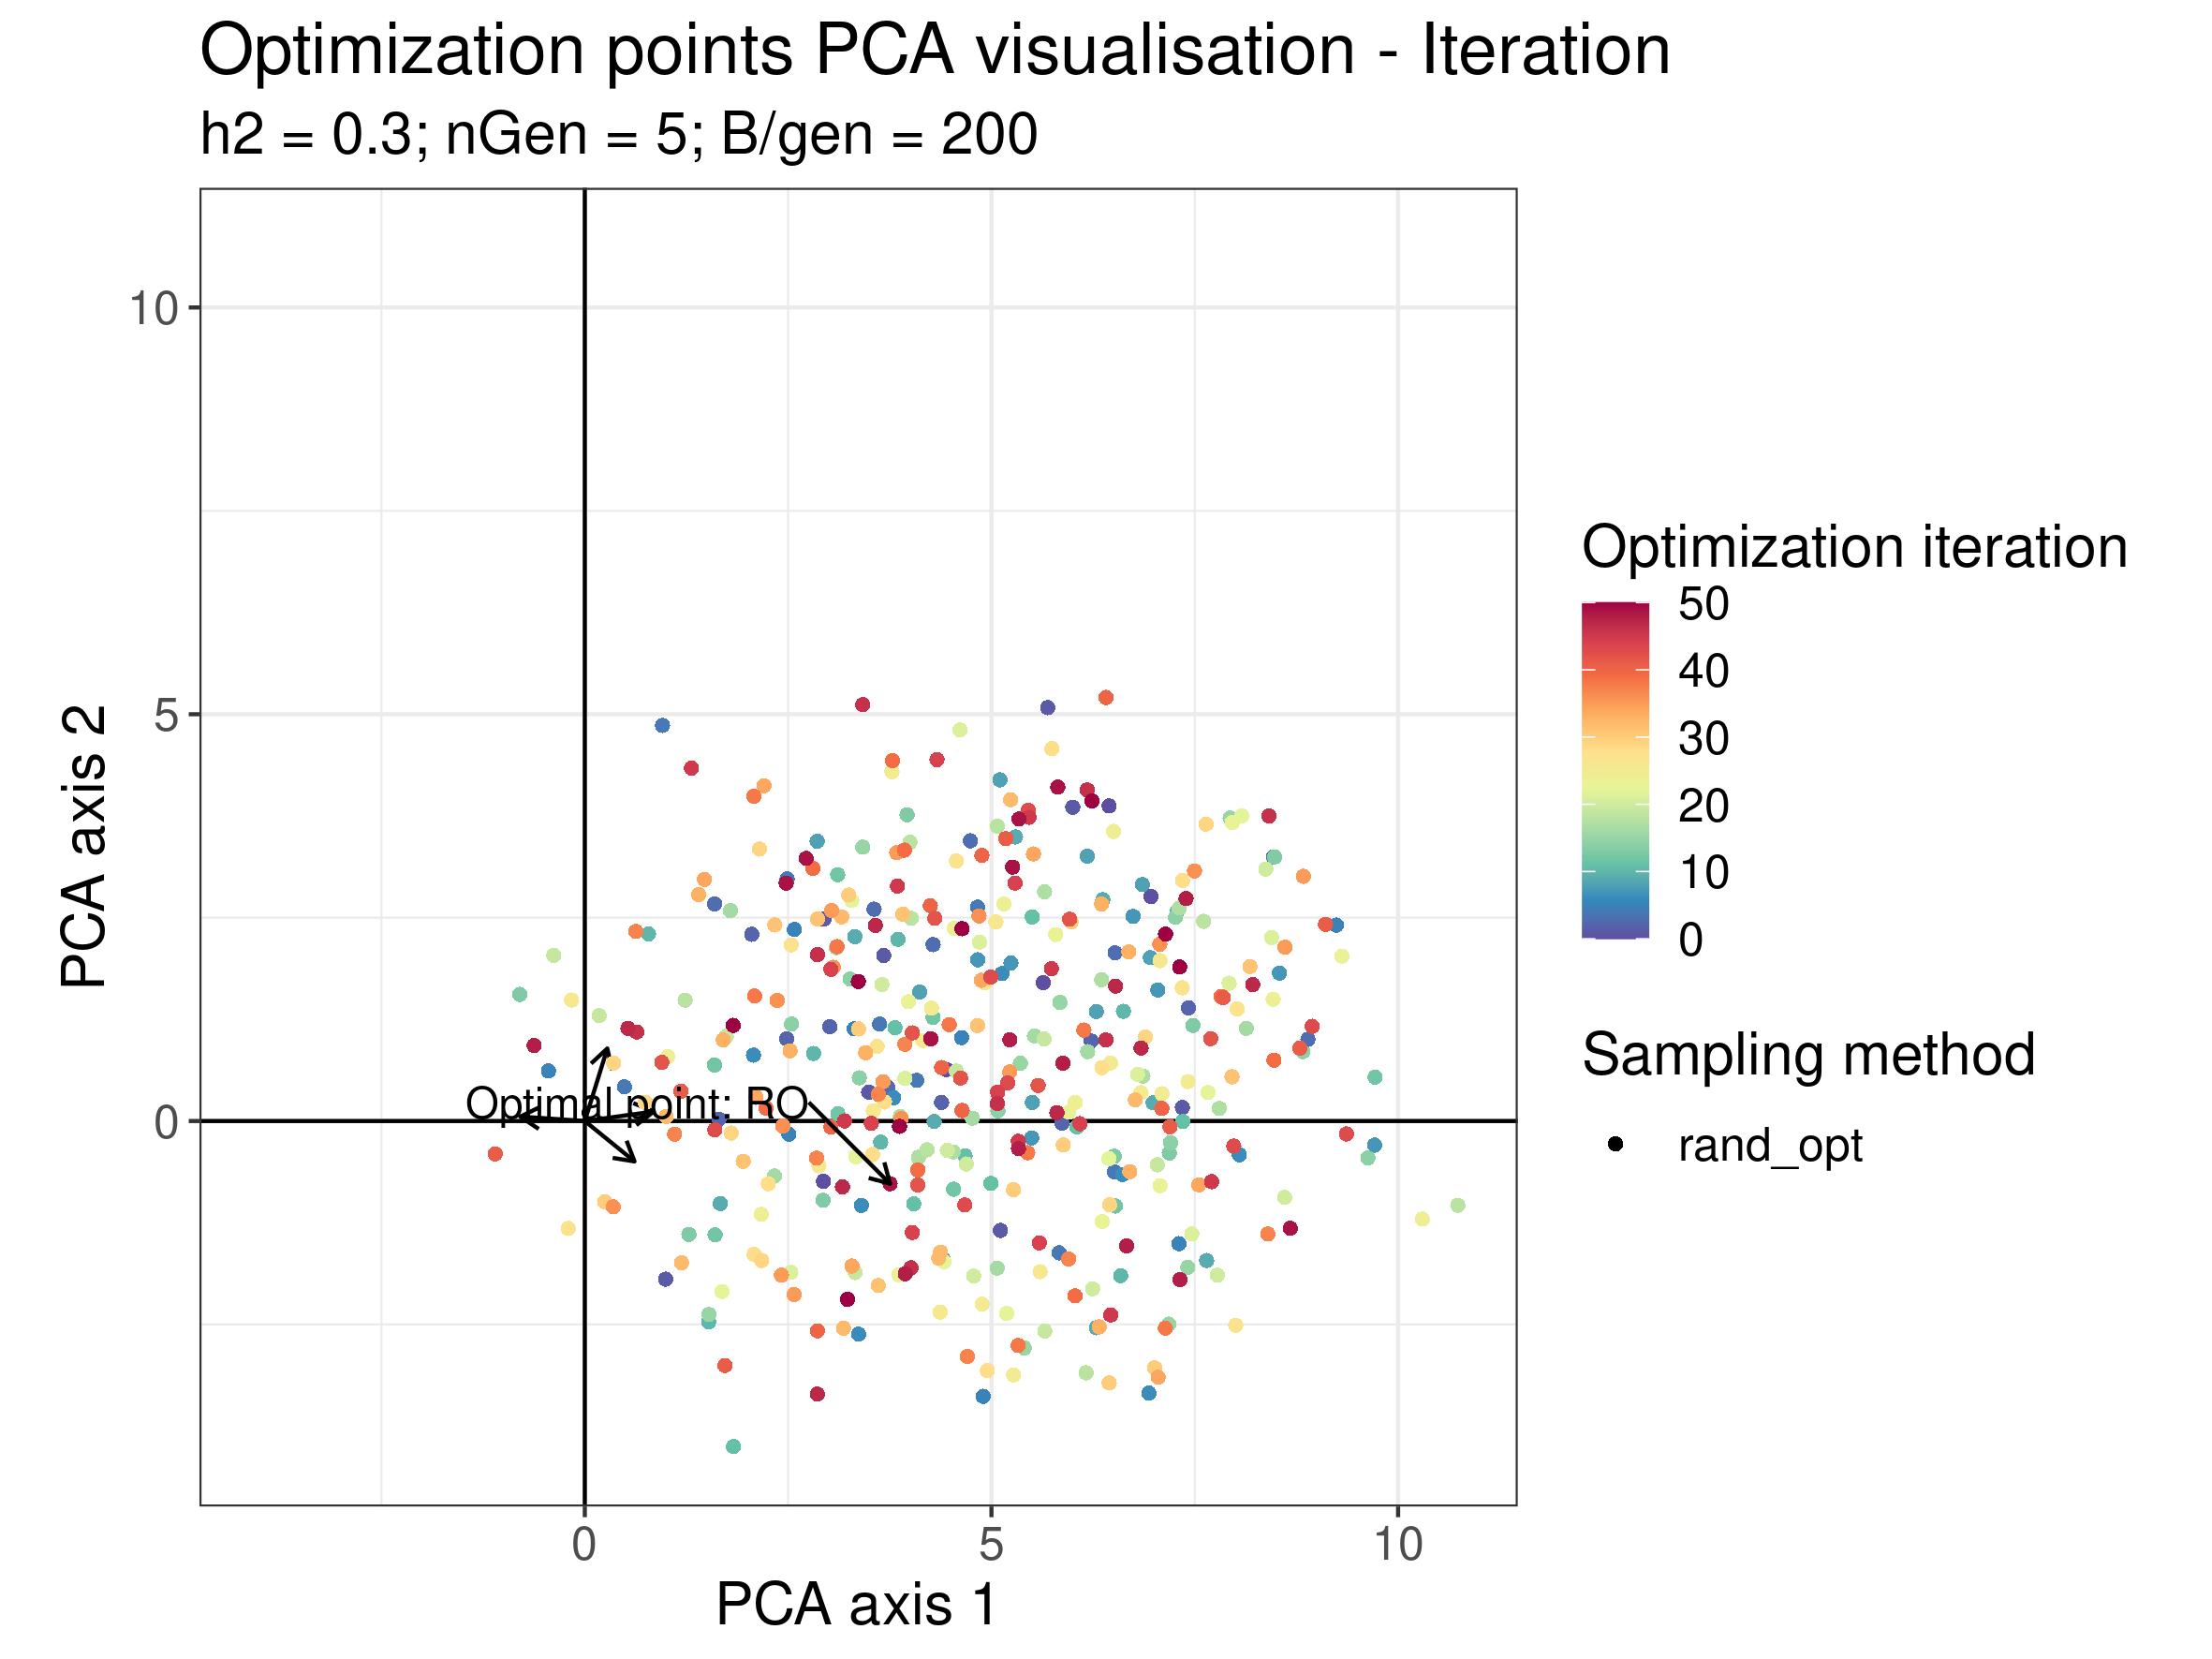 Optimization points PCA visualisation - Iteration
h2 = 0.3; nGen = 5; B/gen = 200
PCA axis 2
10
5
0
Optimal point: RO
0
5
10
PCA axis 1
Optimization iteration
50
40
30
20
10
0
Sampling method
rand_opt